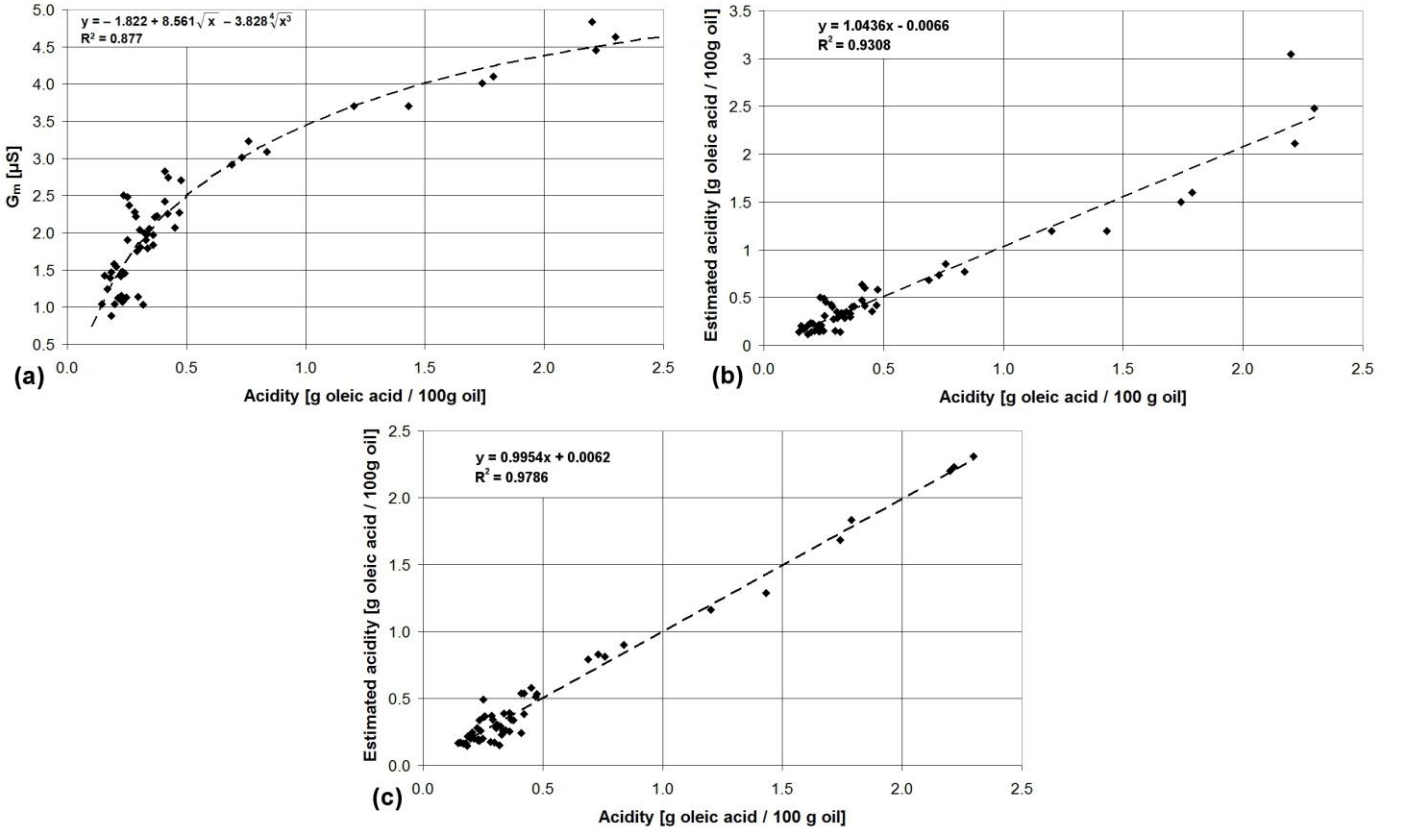 y = – 1.822 + 8.561√x – 3.828⁴√x³
R² = 0.877
5.0
4.5
4.0
3.5
3.0
2.5
2.0
1.5
1.0
0.5
Gₘ [µS]
0.0 0.5 1.0 1.5 2.0 2.5
(a)
Acidity [g oleic acid / 100g oil]
y = 1.0436x - 0.0066
R² = 0.9308
3.5
3
2.5
2
1.5
1
0.5
0
Estimated acidity [g oleic acid / 100g oil]
0.0 0.5 1.0 1.5 2.0 2.5
(b)
Acidity [g oleic acid / 100 g oil]
y = 0.9954x + 0.0062
R² = 0.9786
2.5
2.0
1.5
1.0
0.5
0.0
Estimated acidity [g oleic acid / 100g oil]
0.0 0.5 1.0 1.5 2.0 2.5
(c)
Acidity [g oleic acid / 100 g oil]